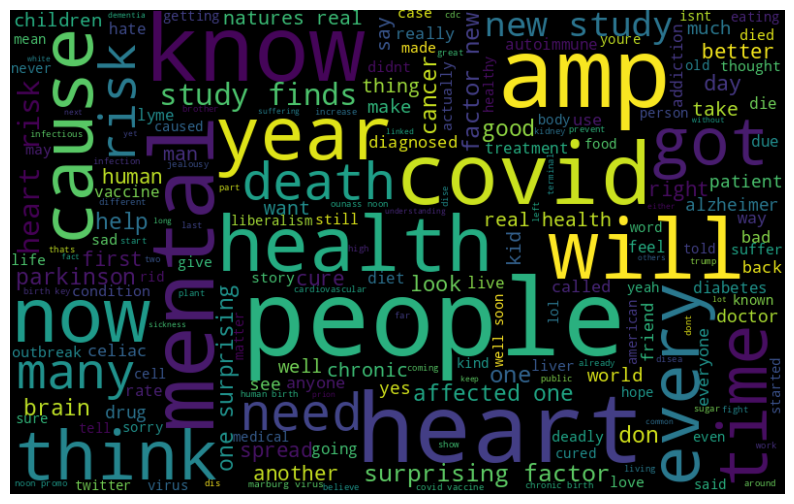 children
dementia
getting
natures real
case
cdc
isnt
eating
mean
hate
know
say
made
great
new study
much
died
never
white
didnt
really
autoimmune
youre
old
thought
cause
risk
brother
study finds
thing
cancer
actually
factor new
healthy
amp
addiction
better
day
heart risk
next
yet
suffering
increase
make
linked
lyme
year
good
body
use
person
take
die
infectious
caused
diagnosed
kidney
prevent
treatment
food
without
due
may
infection
man
death
covid
got
human
jealousy
vaccine
mental
different
part
ounass noon
understanding
dise
terminal
left
either
right
patient
help
last
want
liberalism
still
real health
kid
alzheimer
way
sad
start
thats
long
health
high
word
told
bad
life
fact
two
first
give
trump
feel
others
suffer
back
parkinson
rid
story
cure
diet
look
live
called
will
diabetes
birth key
condition
plant
cardiovascular
matter
yeah
lot
known
now
sickness
people
far
well soon
lol
american
friend
dont
doctor
outbreak
celiac
one surprising
coming
already
kind
liver
disea
everyone
started
many
cell
rate
well
chronic
keep
public
hope
sugar
fight
see
anyone
human birth
yes
affected one
one
world
every
time
brain
drug
need
heart
deadly
even
sure
tell
sorry
prion
show
don
cured
common
think
medical
spread
going
living
love
said
work
twitter
another
surprising factor
noon promo
virus
dis
marburg virus
believe
covid vaccine
chronic birth
around